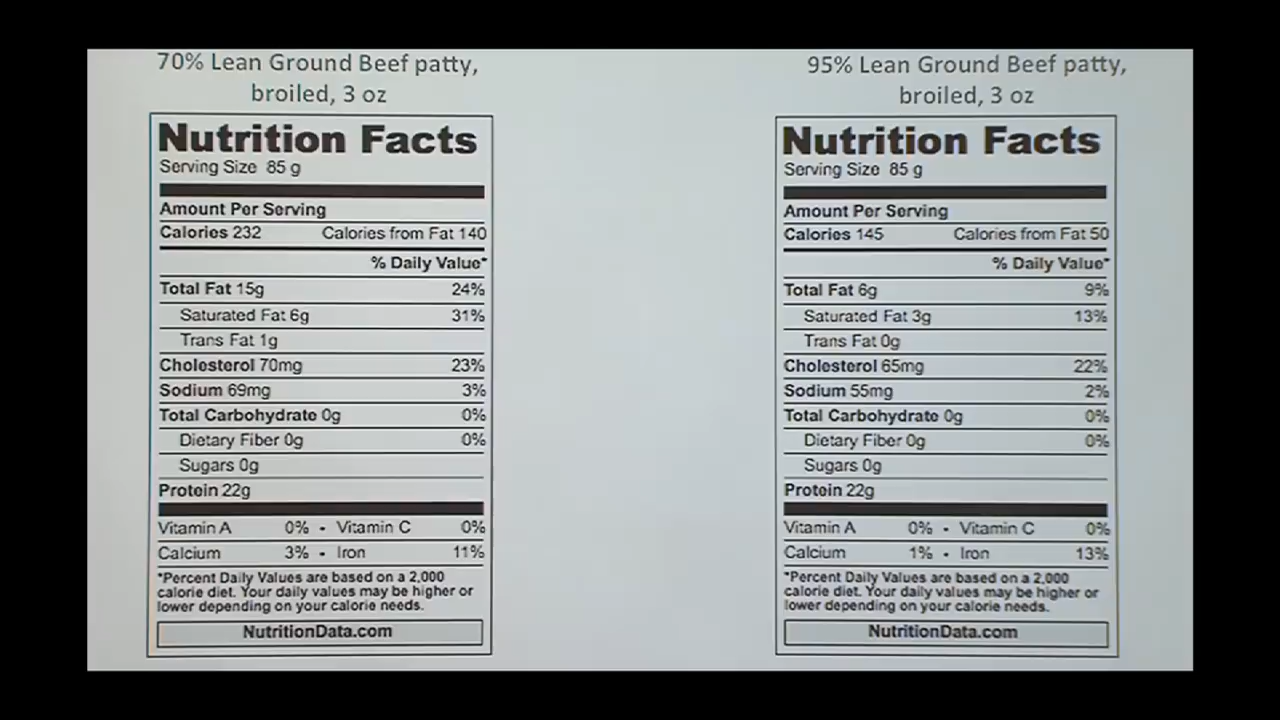 70% Lean Ground Beef patty,
broiled, 3 oz
Nutrition Facts
Serving Size 85 g
Amount Per Serving
Calories 232 Calories from Fat 140
% Daily Value*
Total Fat 15g 24%
Saturated Fat 6g 31%
Trans Fat 1g
Cholesterol 70mg 23%
Sodium 69mg 3%
Total Carbohydrate 0g 0%
Dietary Fiber 0g 0%
Sugars 0g
Protein 22g
Vitamin A 0% • Vitamin C 0%
Calcium 3% • Iron 11%
*Percent Daily Values are based on a 2,000
calorie diet. Your daily values may be higher or
lower depending on your calorie needs.
NutritionData.com
95% Lean Ground Beef patty,
broiled, 3 oz
Nutrition Facts
Serving Size 85 g
Amount Per Serving
Calories 145 Calories from Fat 50
% Daily Value*
Total Fat 6g 9%
Saturated Fat 3g 13%
Trans Fat 0g
Cholesterol 65mg 22%
Sodium 55mg 2%
Total Carbohydrate 0g 0%
Dietary Fiber 0g 0%
Sugars 0g
Protein 22g
Vitamin A 0% • Vitamin C 0%
Calcium 1% • Iron 13%
*Percent Daily Values are based on a 2,000
calorie diet. Your daily values may be higher or
lower depending on your calorie needs.
NutritionData.com